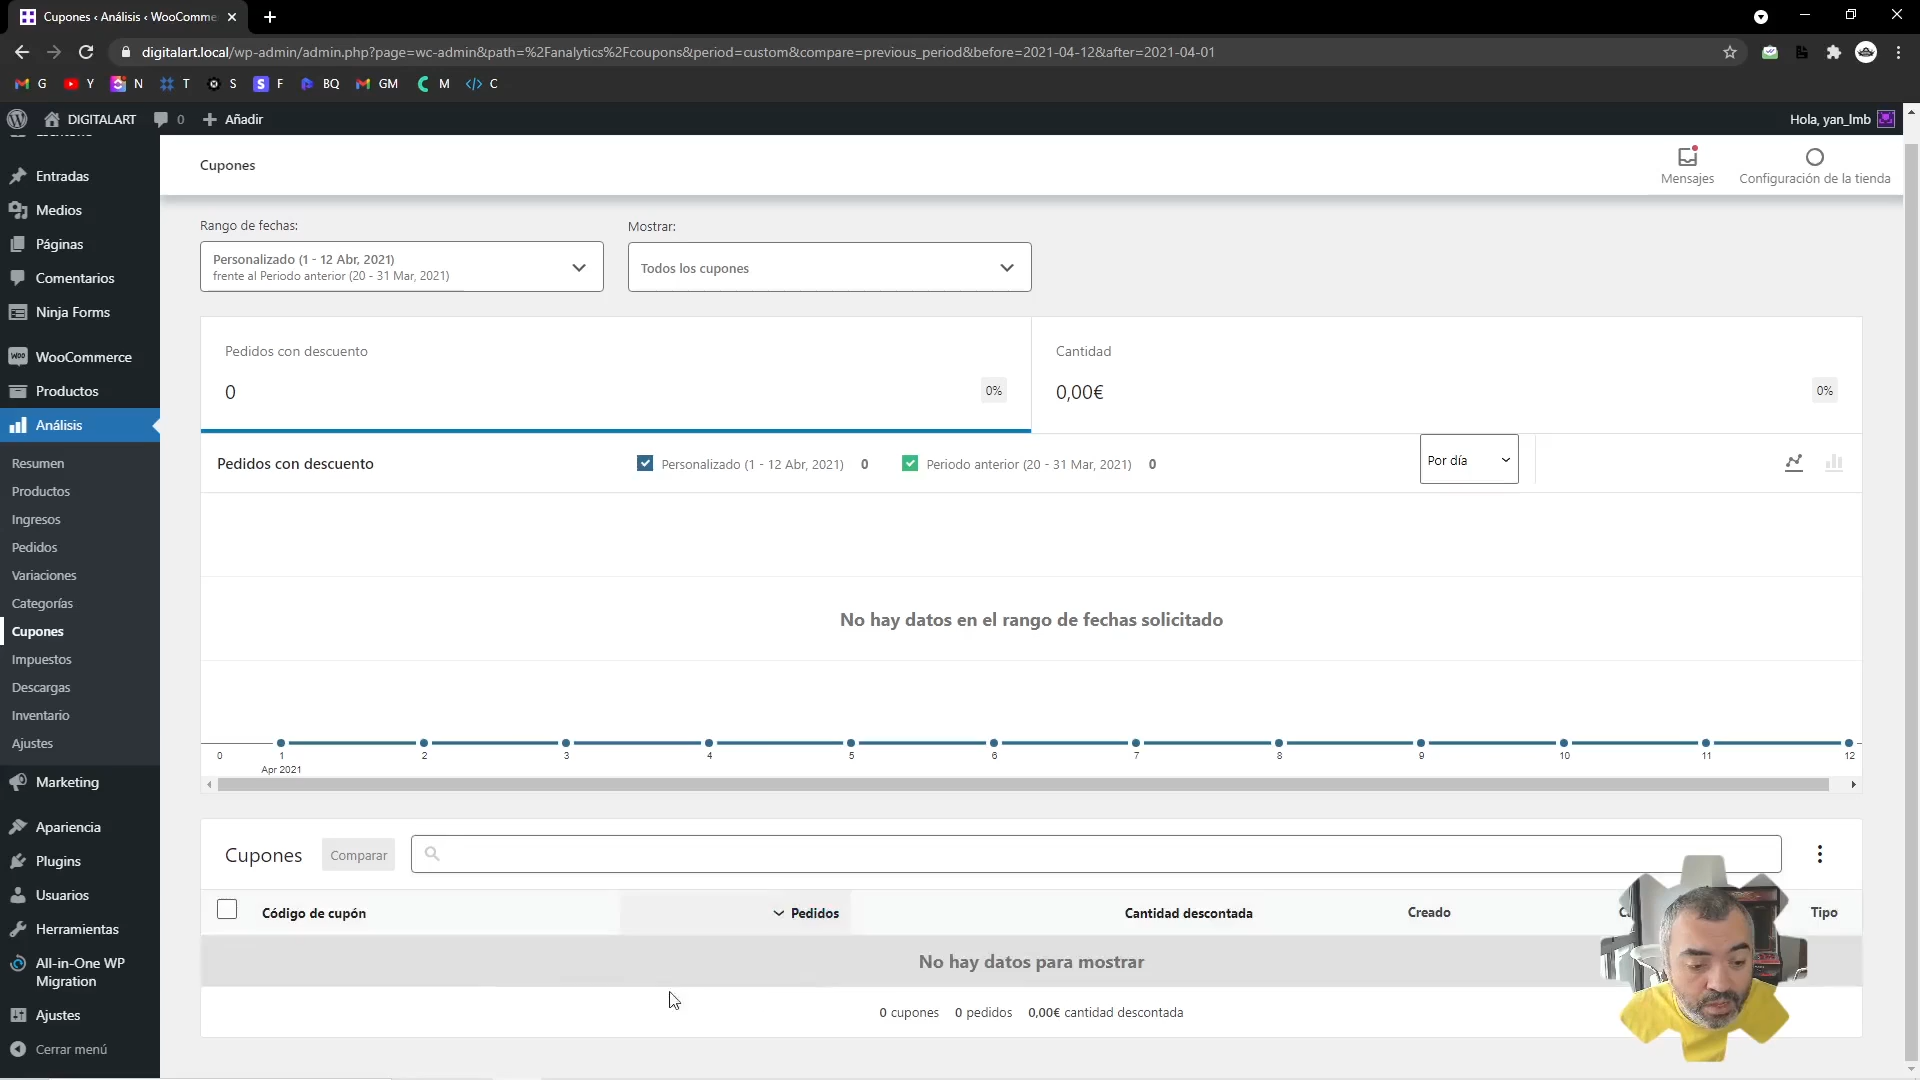 Cupones ‹ Análisis ‹ WooComme
digitalart.local/wp-admin/admin.php?page=wc-admin&path=%2Fanalytics%2Fcoupons&period=custom&compare=previous_period&before=2021-04-12&after=2021-04-01
G Y N T S F BQ GM M C
DIGITALART 0 Añadir
Hola, yan_lmb
Entradas
Medios
Páginas
Comentarios
Ninja Forms
WooCommerce
Productos
Análisis
Resumen
Productos
Ingresos
Pedidos
Variaciones
Categorías
Cupones
Impuestos
Descargas
Inventario
Ajustes
Marketing
Apariencia
Plugins
Usuarios
Herramientas
All-in-One WP
Migration
Ajustes
Cerrar menú
Cupones
Mensajes
Configuración de la tienda
Rango de fechas:
Personalizado (1 - 12 Abr, 2021)
frente al Periodo anterior (20 - 31 Mar, 2021)
Mostrar:
Todos los cupones
Pedidos con descuento
0 0%
Cantidad
0,00€ 0%
Pedidos con descuento
Personalizado (1 - 12 Abr, 2021) 0
Periodo anterior (20 - 31 Mar, 2021) 0
Por día
No hay datos en el rango de fechas solicitado
0 1 2 3 4 5 6 7 8 9 10 11 12
Apr 2021
Cupones Comparar
Código de cupón Pedidos Cantidad descontada Creado Tipo
No hay datos para mostrar
0 cupones 0 pedidos 0,00€ cantidad descontada